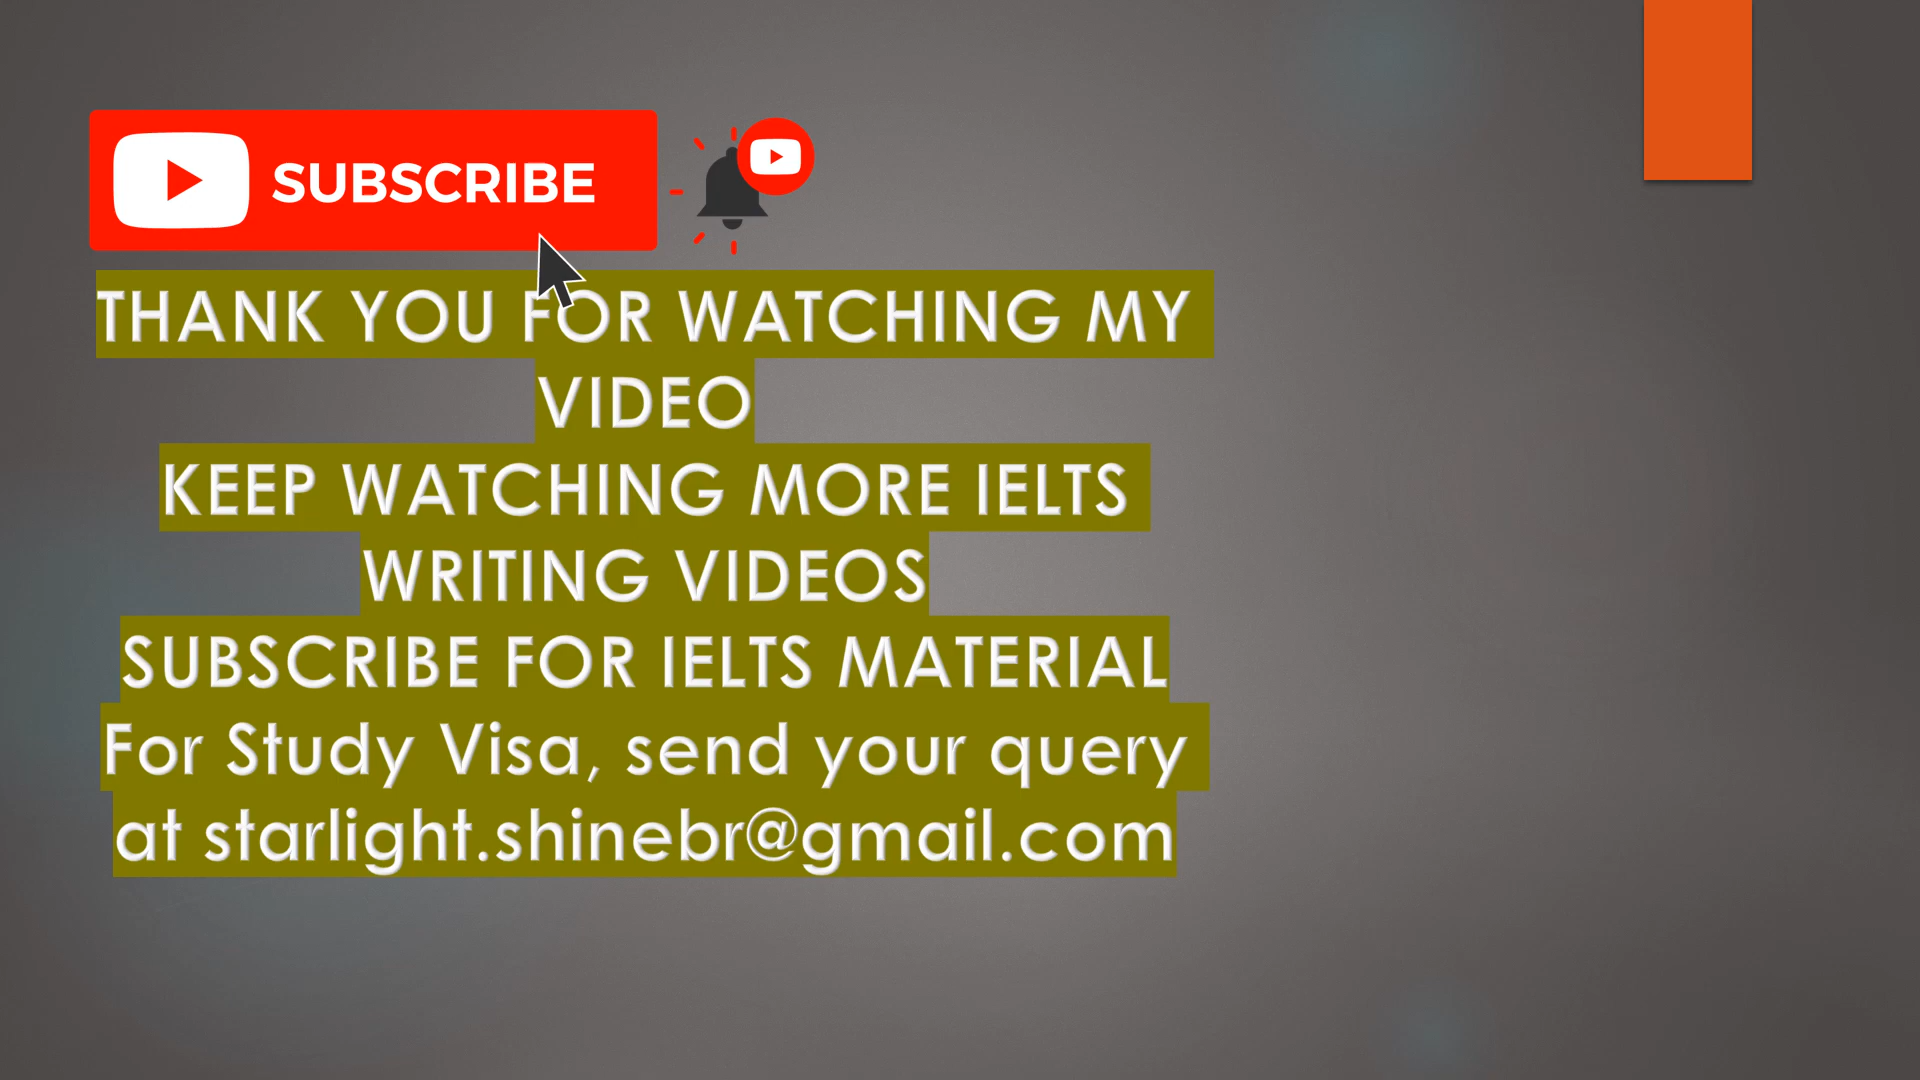 SUBSCRIBE
THANK YOU FOR WATCHING MY
VIDEO
KEEP WATCHING MORE IELTS
WRITING VIDEOS
SUBSCRIBE FOR IELTS MATERIAL
For Study Visa, send your query
at starlight.shinebr@gmail.com